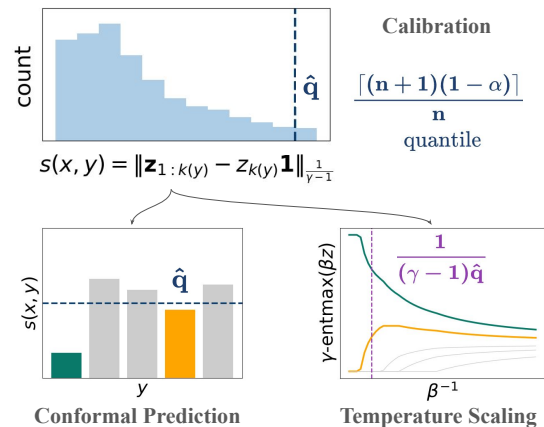 count
q̂
Calibration
⌈(n + 1)(1 − α)⌉
n
quantile
s(x, y) = ‖z₁:ₖ₍ᵧ₎ − zₖ₍ᵧ₎1‖ 1/(γ−1)
s(x, y)
q̂
y
Conformal Prediction
γ-entmax(βz)
1
(γ − 1)q̂
β⁻¹
Temperature Scaling